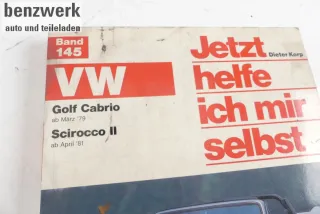 benzwerk
auto und teileladen
Band
145
VW
Golf Cabrio
ab März '79
Scirocco II
ab April '81
Jetzt
Dieter Korp
helfe
ich mir
selbst